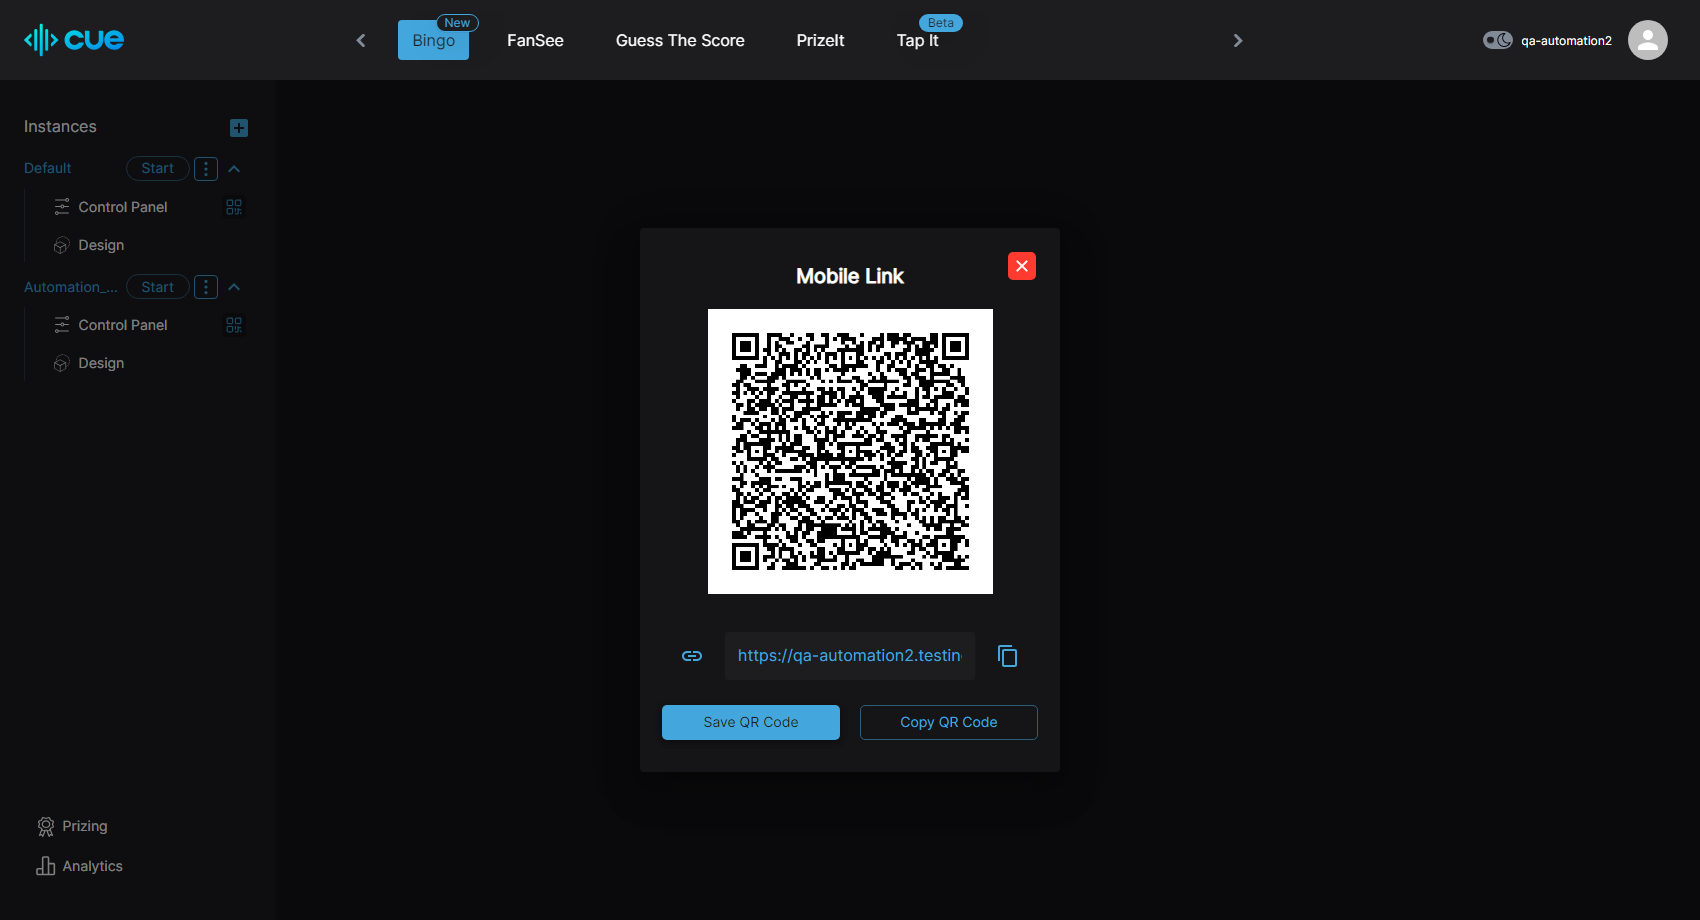 cue
Bingo
New
FanSee
Guess The Score
PrizeIt
Tap It
Beta
qa-automation2
Instances
Default
Start
Control Panel
Design
Automation_...
Start
Control Panel
Design
Prizing
Analytics
Mobile Link
https://qa-automation2.testin
Save QR Code
Copy QR Code